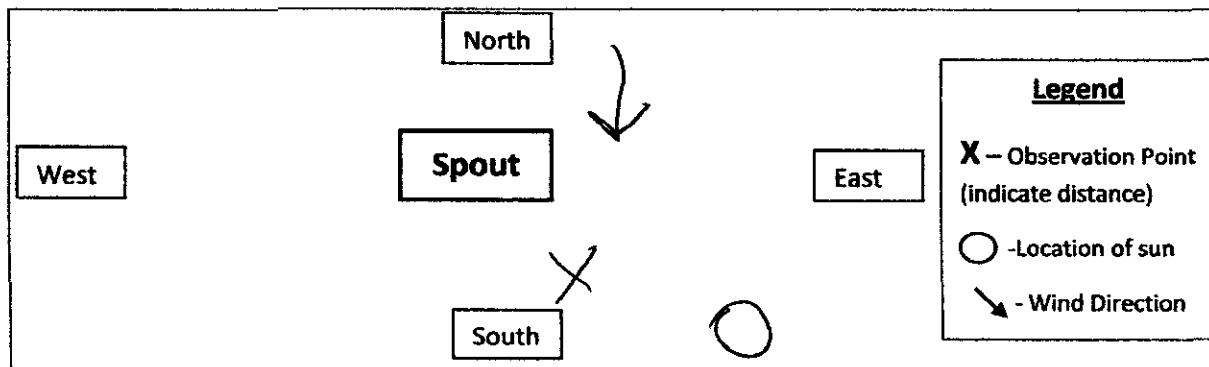 North
Legend
X – Observation Point
(indicate distance)
West
Spout
East
-Location of sun
- Wind Direction
South